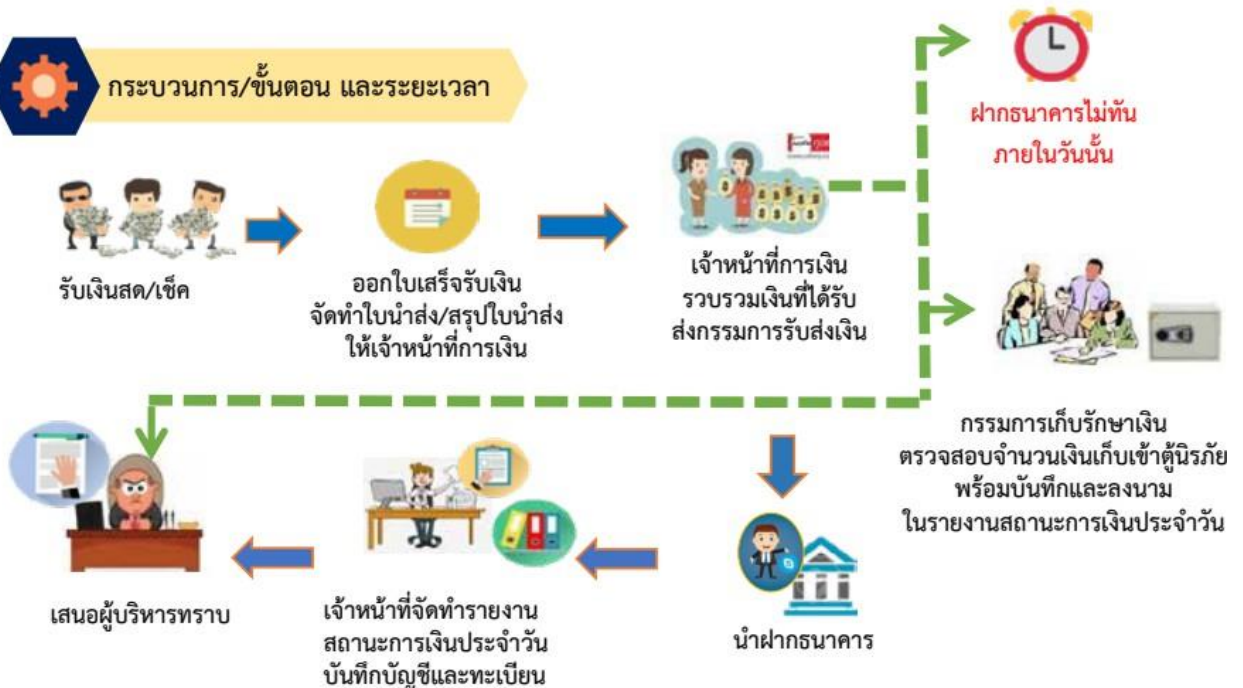 กระบวนการ/ขั้นตอน และระยะเวลา
ฝากธนาคารไม่ทัน
ภายในวันนั้น
รับเงินสด/เช็ค
ออกใบเสร็จรับเงิน
จัดทำใบนำส่ง/สรุปใบนำส่ง
ให้เจ้าหน้าที่การเงิน
เจ้าหน้าที่การเงิน
รวบรวมเงินที่ได้รับ
ส่งกรรมการรับส่งเงิน
กรรมการเก็บรักษาเงิน
ตรวจสอบจำนวนเงินเก็บเข้าตู้นิรภัย
พร้อมบันทึกและลงนาม
ในรายงานสถานะการเงินประจำวัน
เสนอผู้บริหารทราบ
เจ้าหน้าที่จัดทำรายงาน
สถานะการเงินประจำวัน
บันทึกบัญชีและทะเบียน
นำฝากธนาคาร